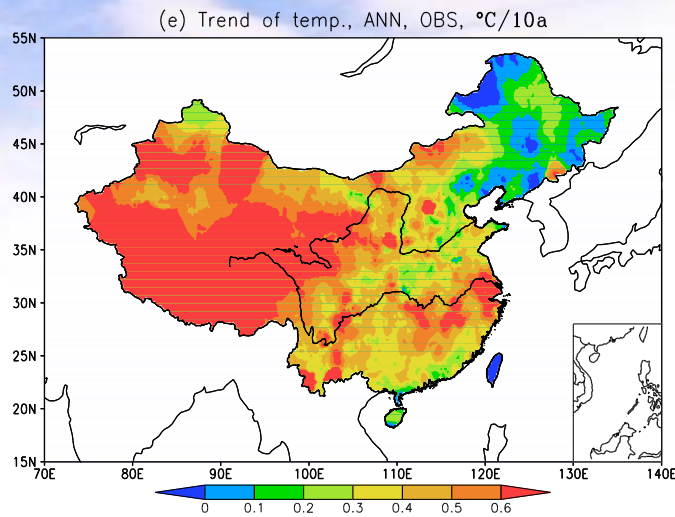 (e) Trend of temp., ANN, OBS, °C/10a
55N
50N
45N
40N
35N
30N
25N
20N
15N
70E 80E 90E 100E 110E 120E 130E 140E
0 0.1 0.2 0.3 0.4 0.5 0.6